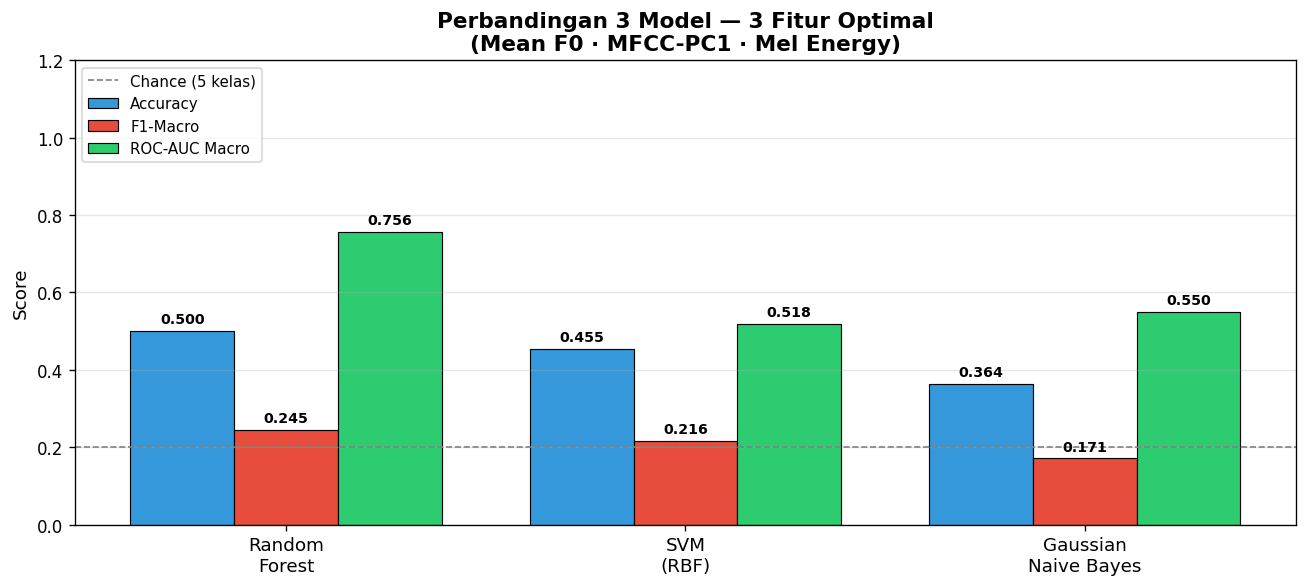 Perbandingan 3 Model — 3 Fitur Optimal
(Mean F0 · MFCC-PC1 · Mel Energy)
Chance (5 kelas)
Accuracy
F1-Macro
ROC-AUC Macro
Score
1.2
1.0
0.8
0.6
0.4
0.2
0.0
0.500
0.245
0.756
0.455
0.216
0.518
0.364
0.171
0.550
Random
Forest
SVM
(RBF)
Gaussian
Naive Bayes